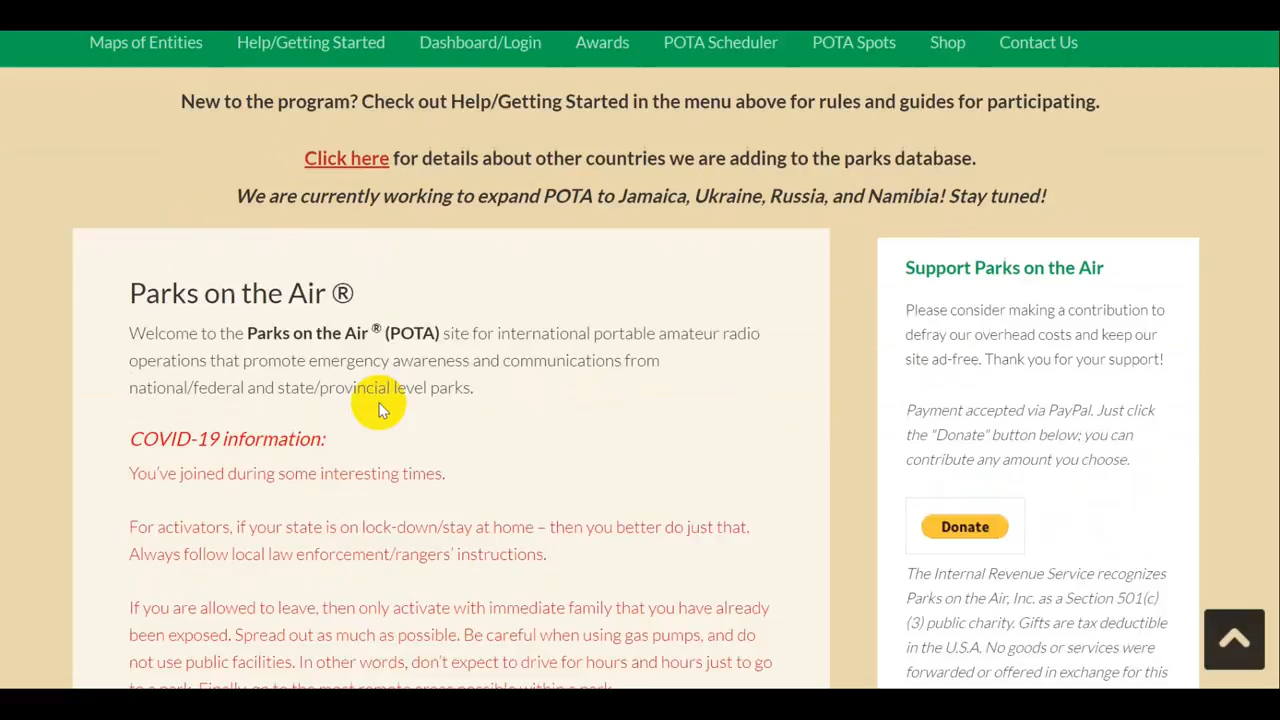 Maps of Entities Help/Getting Started Dashboard/Login Awards POTA Scheduler POTA Spots Shop Contact Us
New to the program? Check out Help/Getting Started in the menu above for rules and guides for participating.
Click here for details about other countries we are adding to the parks database.
We are currently working to expand POTA to Jamaica, Ukraine, Russia, and Namibia! Stay tuned!
Parks on the Air ®
Welcome to the Parks on the Air ® (POTA) site for international portable amateur radio
operations that promote emergency awareness and communications from
national/federal and state/provincial level parks.
COVID-19 information:
You've joined during some interesting times.
For activators, if your state is on lock-down/stay at home – then you better do just that.
Always follow local law enforcement/rangers' instructions.
If you are allowed to leave, then only activate with immediate family that you have already
been exposed. Spread out as much as possible. Be careful when using gas pumps, and do
not use public facilities. In other words, don't expect to drive for hours and hours just to go
to a park. Finally, go to the most remote areas possible within a park.
Support Parks on the Air
Please consider making a contribution to
defray our overhead costs and keep our
site ad-free. Thank you for your support!
Payment accepted via PayPal. Just click
the "Donate" button below; you can
contribute any amount you choose.
Donate
The Internal Revenue Service recognizes
Parks on the Air, Inc. as a Section 501(c)
(3) public charity. Gifts are tax deductible
in the U.S.A. No goods or services were
forwarded or offered in exchange for this